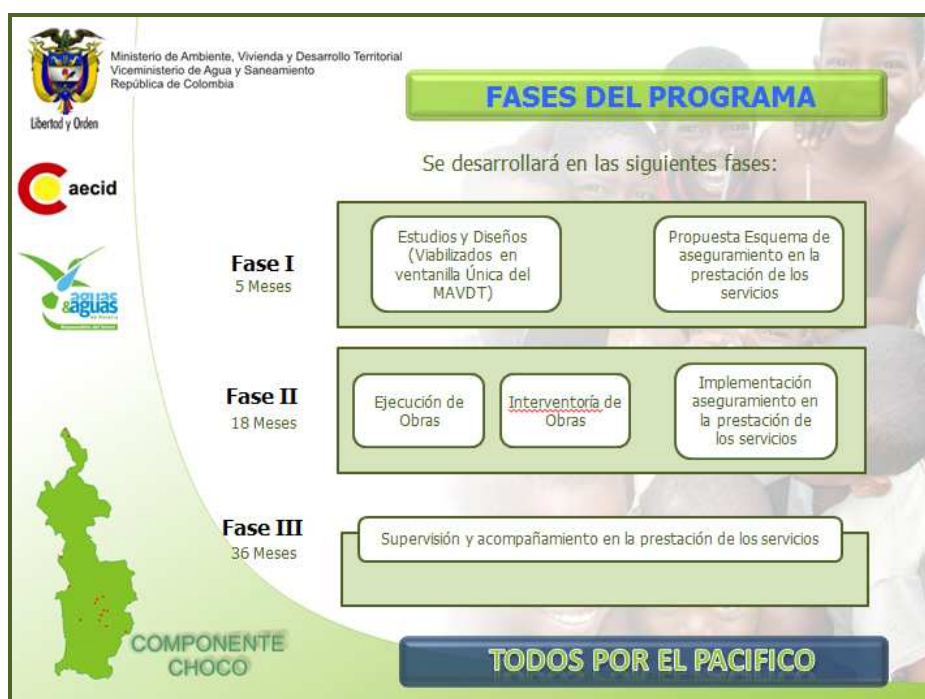 Ministerio de Ambiente, Vivienda y Desarrollo Territorial
Viceministerio de Agua y Saneamiento
República de Colombia
Libertad y Orden
FASES DEL PROGRAMA
aecid
Se desarrollará en las siguientes fases:
aguas
&aguas
Fase I
5 Meses
Estudios y Diseños
(Viabilizados en
ventanilla Única del
MAVDT)
Propuesta Esquema de
aseguramiento en la
prestación de los
servicios
Fase II
18 Meses
Ejecución de
Obras
Interventoría de
Obras
Implementación
aseguramiento en
la prestación de
los servicios
Fase III
36 Meses
Supervisión y acompañamiento en la prestación de los servicios
COMPONENTE
CHOCO
TODOS POR EL PACIFICO